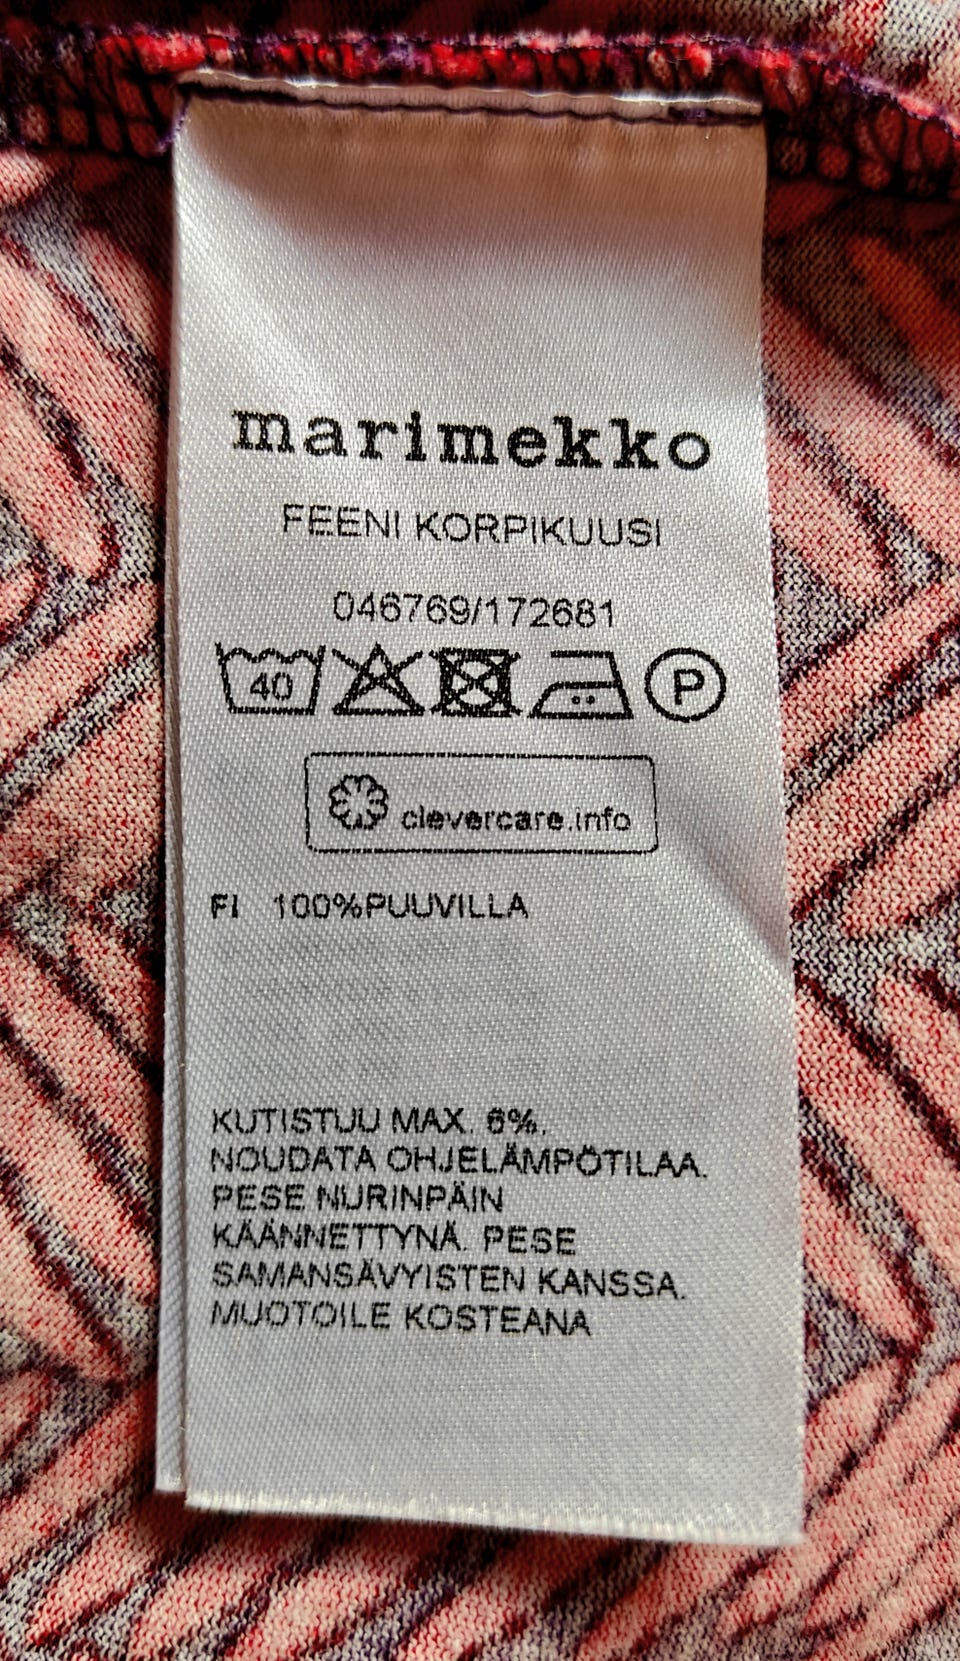 marimekko
FEENI KORPIKUUSI
046769/172681
40 P
clevercare.info
FI 100%PUUVILLA
KUTISTUU MAX. 6%.
NOUDATA OHJELÄMPÖTILAA.
PESE NURINPÄIN
KÄÄNNETTYNÄ. PESE
SAMANSÄVYISTEN KANSSA.
MUOTOILE KOSTEANA